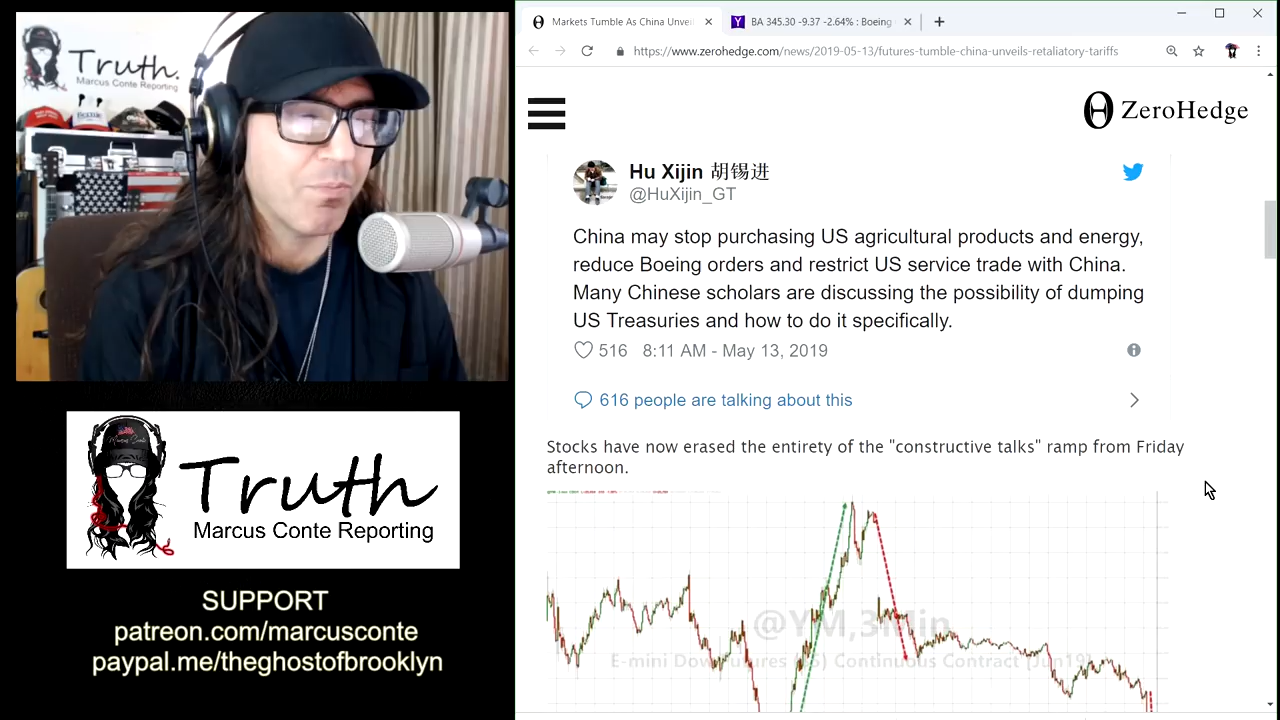 Truth.
Marcus Conte Reporting
Truth
Marcus Conte Reporting
SUPPORT
patreon.com/marcusconte
paypal.me/theghostofbrooklyn
Markets Tumble As China Unvei
BA 345.30 -9.37 -2.64% : Boeing
https://www.zerohedge.com/news/2019-05-13/futures-tumble-china-unveils-retaliatory-tariffs
ZeroHedge
Hu Xijin 胡锡进
@HuXijin_GT
China may stop purchasing US agricultural products and energy,
reduce Boeing orders and restrict US service trade with China.
Many Chinese scholars are discussing the possibility of dumping
US Treasuries and how to do it specifically.
516 8:11 AM - May 13, 2019
616 people are talking about this
Stocks have now erased the entirety of the "constructive talks" ramp from Friday
afternoon.
@YM,3Min
E-mini Dow Futures (US) Continuous Contract (Jun19)